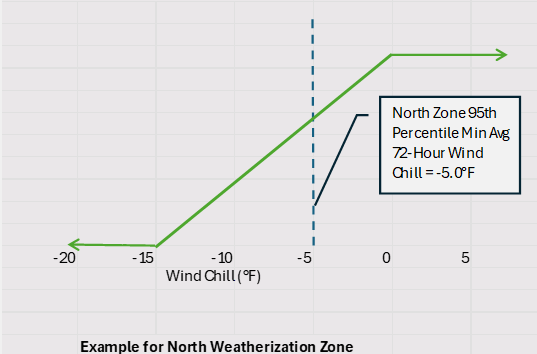 North Zone 95th
Percentile Min Avg
72-Hour Wind
Chill = -5.0°F
-20 -15 -10 -5 0 5
Wind Chill (°F)
Example for North Weatherization Zone